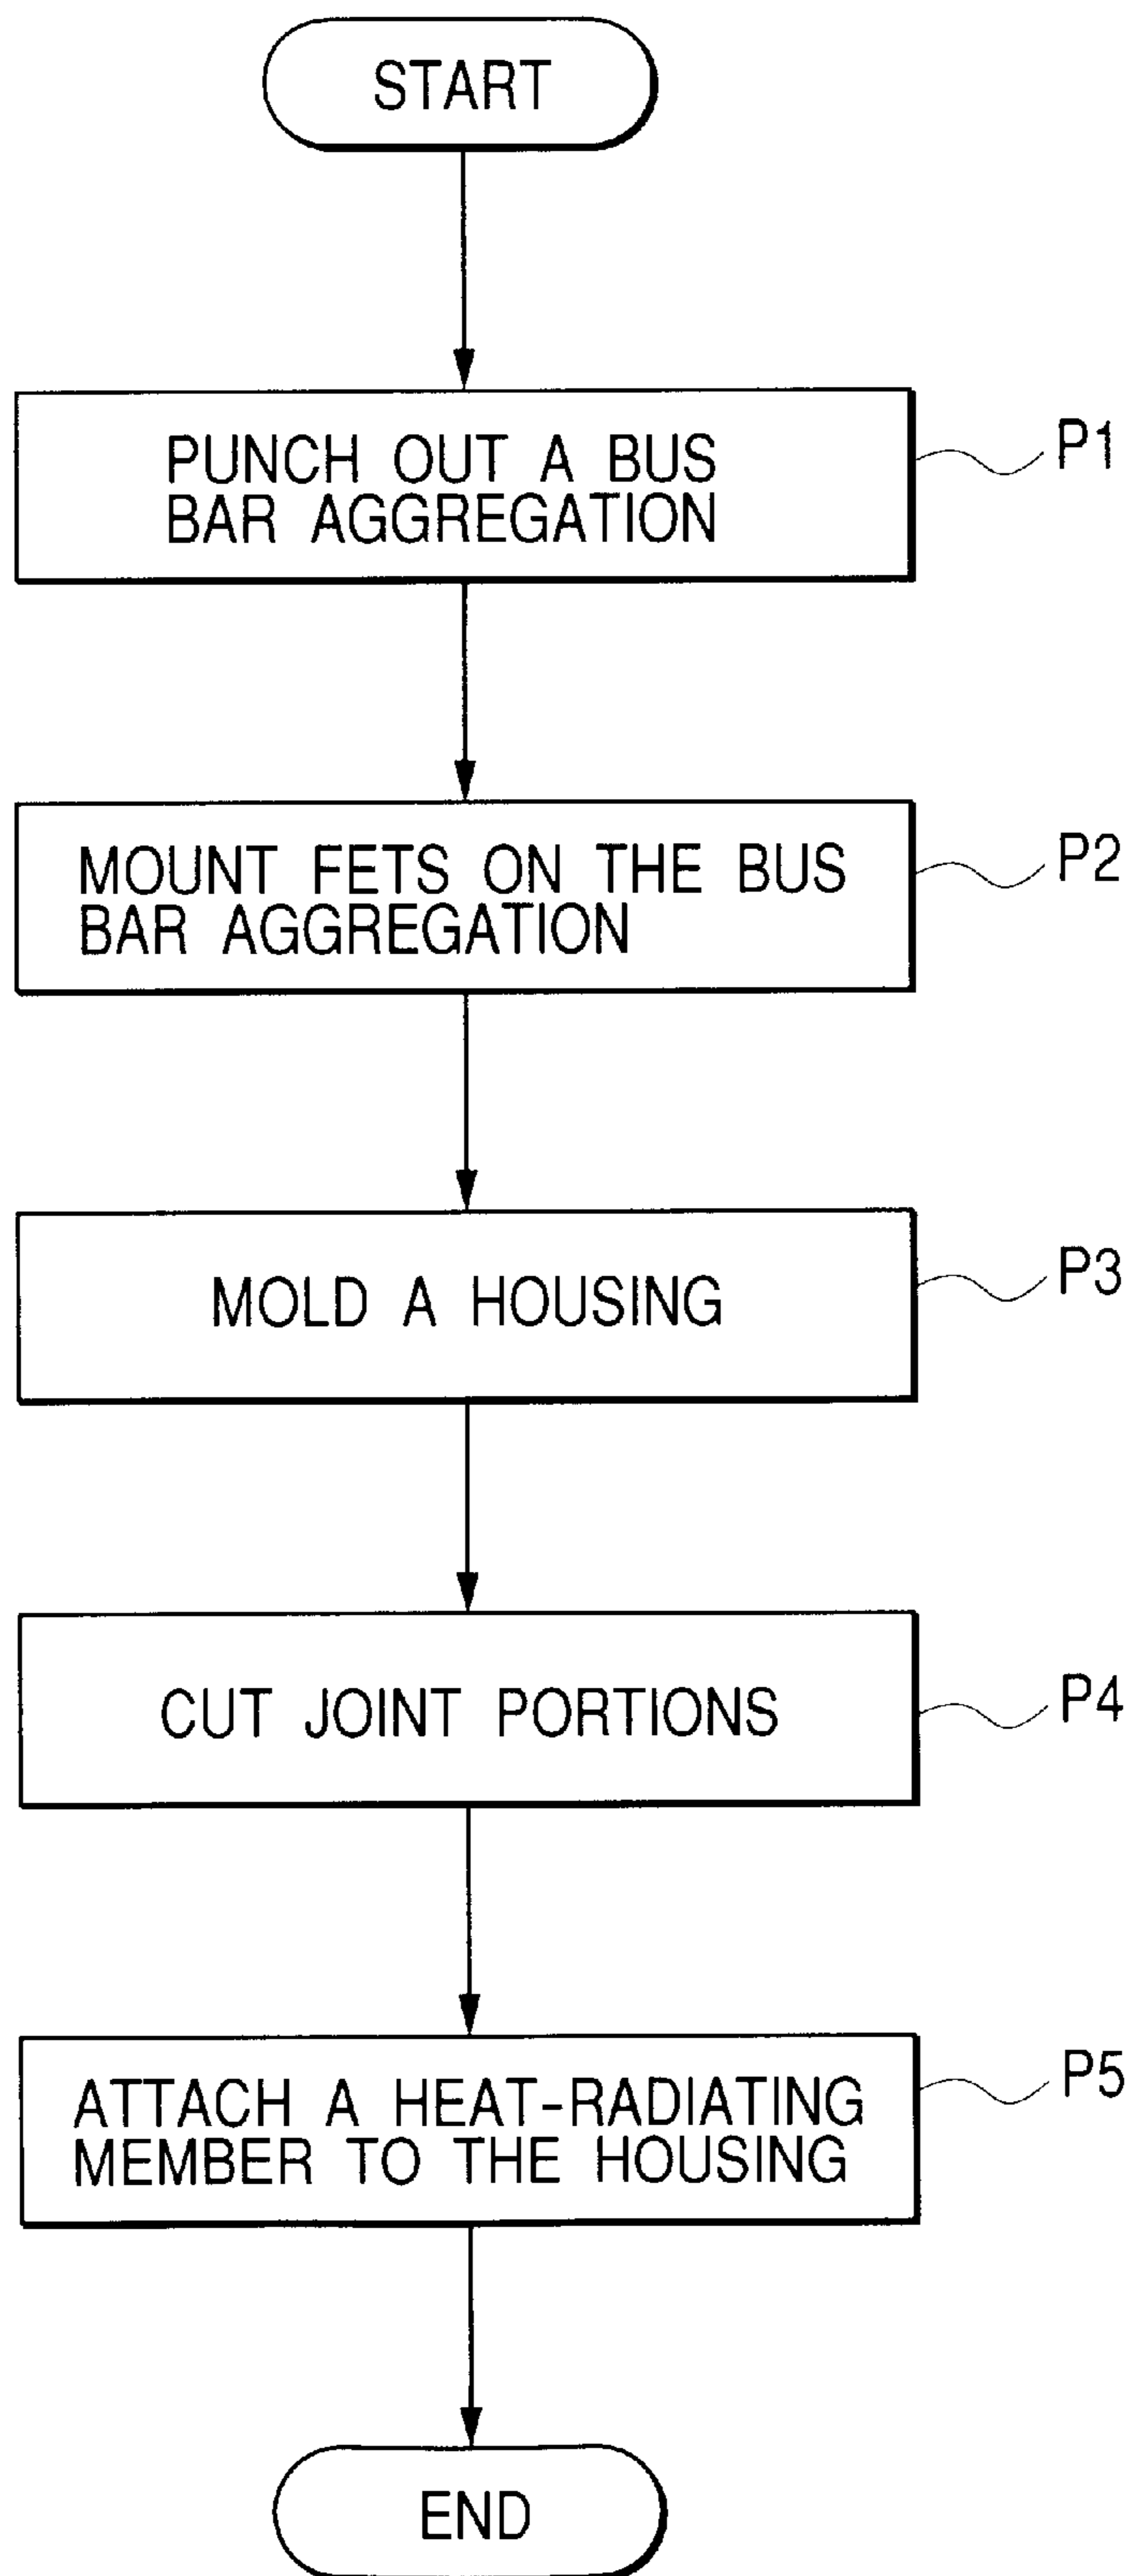 START
PUNCH OUT A BUS
BAR AGGREGATION
P1
MOUNT FETS ON THE BUS
BAR AGGREGATION
P2
MOLD A HOUSING
P3
CUT JOINT PORTIONS
P4
ATTACH A HEAT-RADIATING
MEMBER TO THE HOUSING
P5
END